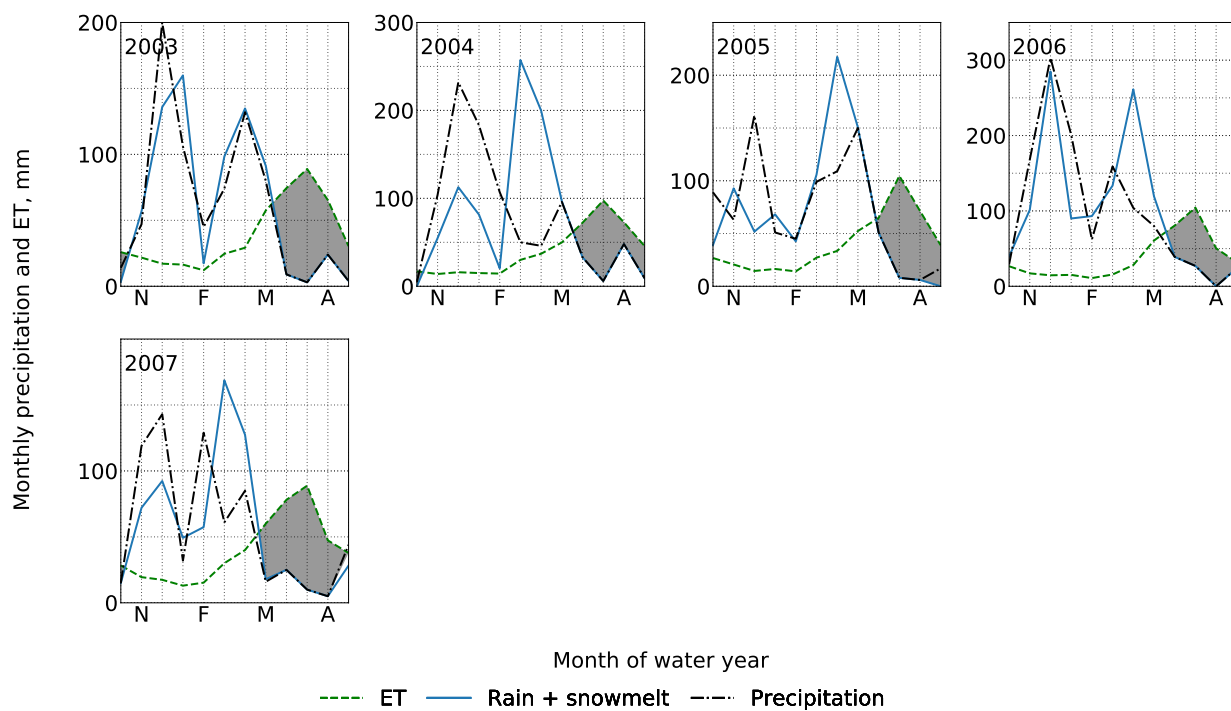 200
100
0
2003
N F M A
300
200
100
0
2004
N F M A
200
100
0
2005
N F M A
300
200
100
0
2006
N F M A
Monthly precipitation and ET, mm
100
0
2007
N F M A
Month of water year
ET Rain + snowmelt Precipitation